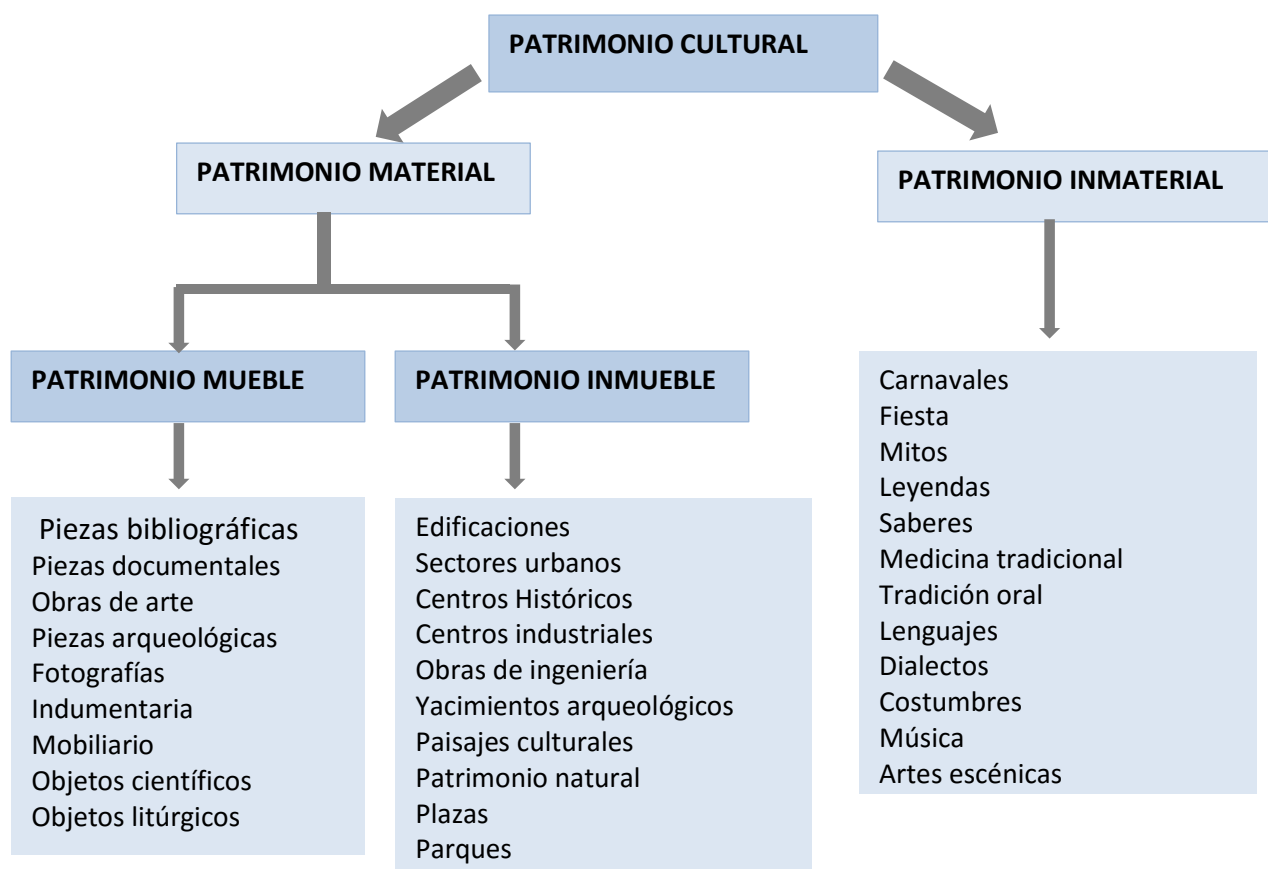 PATRIMONIO CULTURAL
PATRIMONIO MATERIAL
PATRIMONIO INMATERIAL
PATRIMONIO MUEBLE
PATRIMONIO INMUEBLE
Piezas bibliográficas
Piezas documentales
Obras de arte
Piezas arqueológicas
Fotografías
Indumentaria
Mobiliario
Objetos científicos
Objetos litúrgicos
Edificaciones
Sectores urbanos
Centros Históricos
Centros industriales
Obras de ingeniería
Yacimientos arqueológicos
Paisajes culturales
Patrimonio natural
Plazas
Parques
Carnavales
Fiesta
Mitos
Leyendas
Saberes
Medicina tradicional
Tradición oral
Lenguajes
Dialectos
Costumbres
Música
Artes escénicas